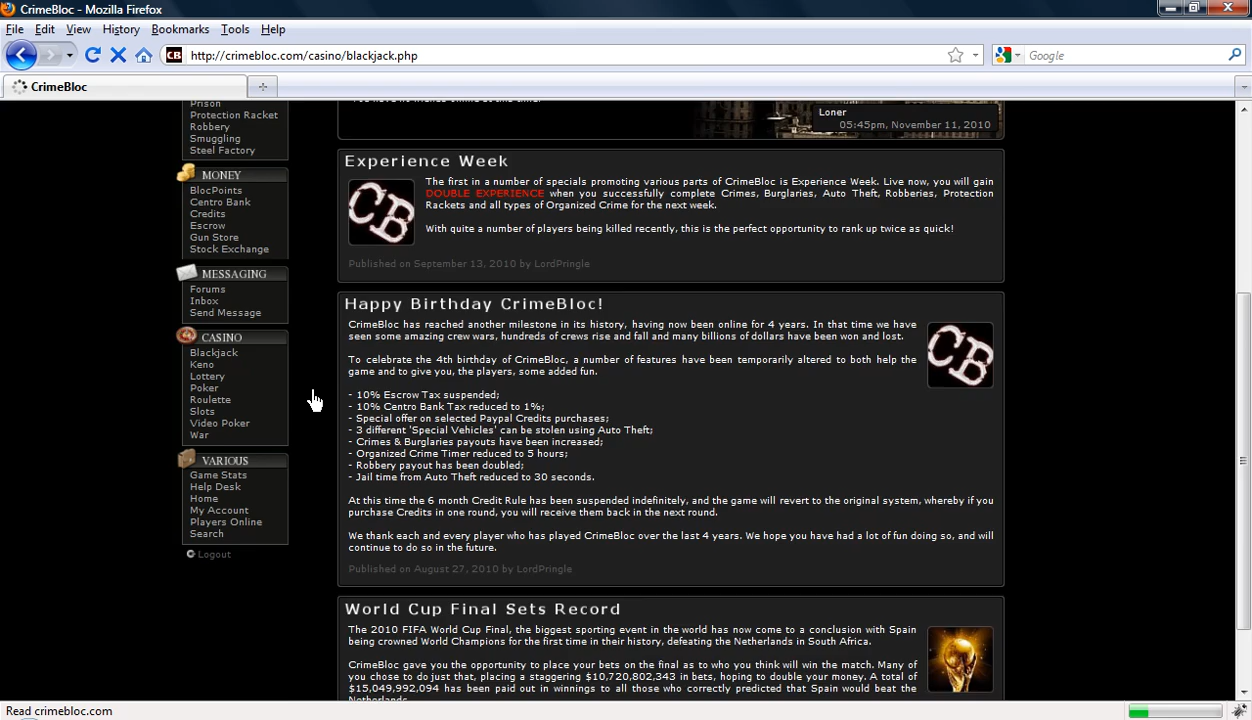 CrimeBloc - Mozilla Firefox
File Edit View History Bookmarks Tools Help
CB http://crimebloc.com/casino/blackjack.php
Google
CrimeBloc
Prison
Protection Racket
Robbery
Smuggling
Steel Factory
MONEY
BlocPoints
Centro Bank
Credits
Escrow
Gun Store
Stock Exchange
MESSAGING
Forums
Inbox
Send Message
CASINO
Blackjack
Keno
Lottery
Poker
Roulette
Slots
Video Poker
War
VARIOUS
Game Stats
Help Desk
Home
My Account
Players Online
Search
Logout
Loner
05:45pm, November 11, 2010
Experience Week
CB
The first in a number of specials promoting various parts of CrimeBloc is Experience Week. Live now, you will gain
DOUBLE EXPERIENCE when you successfully complete Crimes, Burglaries, Auto Theft, Robberies, Protection
Rackets and all types of Organized Crime for the next week.
With quite a number of players being killed recently, this is the perfect opportunity to rank up twice as quick!
Published on September 13, 2010 by LordPringle
Happy Birthday CrimeBloc!
CrimeBloc has reached another milestone in its history, having now been online for 4 years. In that time we have
seen some amazing crew wars, hundreds of crews rise and fall and many billions of dollars have been won and lost.
CB
To celebrate the 4th birthday of CrimeBloc, a number of features have been temporarily altered to both help the
game and to give you, the players, some added fun.
- 10% Escrow Tax suspended;
- 10% Centro Bank Tax reduced to 1%;
- Special offer on selected Paypal Credits purchases;
- 3 different 'Special Vehicles' can be stolen using Auto Theft;
- Crimes & Burglaries payouts have been increased;
- Organized Crime Timer reduced to 5 hours;
- Robbery payout has been doubled;
- Jail time from Auto Theft reduced to 30 seconds.
At this time the 6 month Credit Rule has been suspended indefinitely, and the game will revert to the original system, whereby if you
purchase Credits in one round, you will receive them back in the next round.
We thank each and every player who has played CrimeBloc over the last 4 years. We hope you have had a lot of fun doing so, and will
continue to do so in the future.
Published on August 27, 2010 by LordPringle
World Cup Final Sets Record
The 2010 FIFA World Cup Final, the biggest sporting event in the world has now come to a conclusion with Spain
being crowned World Champions for the first time in their history, defeating the Netherlands in South Africa.
CrimeBloc gave you the opportunity to place your bets on the final as to who you think will win the match. Many of
you chose to do just that, placing a staggering $10,720,802,343 in bets, hoping to double your money. A total of
$15,049,992,094 has been paid out in winnings to all those who correctly predicted that Spain would beat the
Netherlands.
Read crimebloc.com